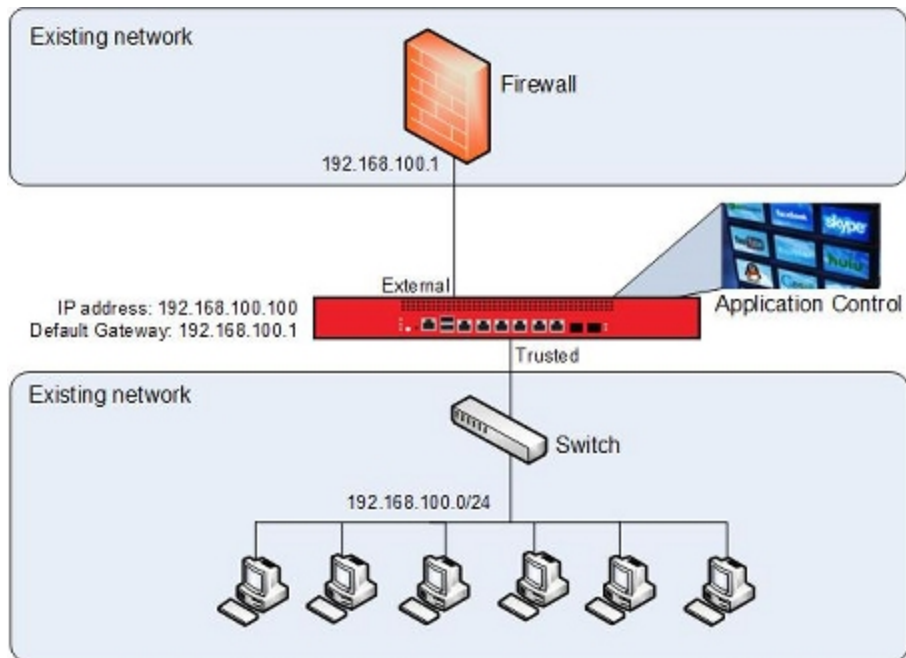 Existing network
Firewall
192.168.100.1
facebook
skype
YouTube
hulu
External
IP address: 192.168.100.100
Default Gateway: 192.168.100.1
Application Control
Trusted
Existing network
Switch
192.168.100.0/24